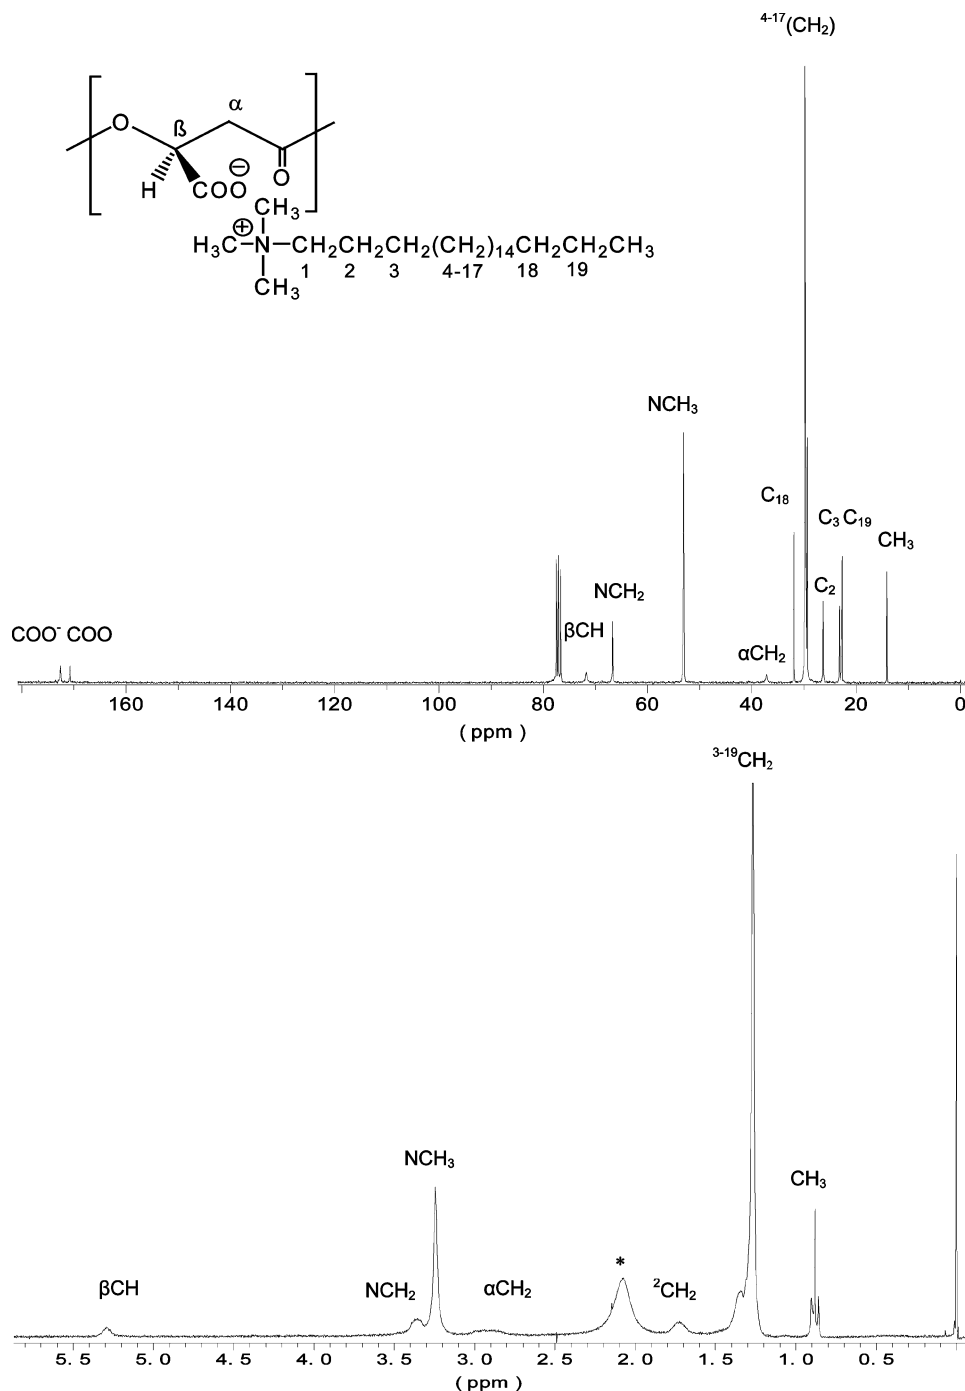 ⁴⁻¹⁷(CH₂)
α
O
ß
H
COO
⊖
O
CH₃
⊕
H₃C N CH₂CH₂CH₂(CH₂)₁₄CH₂CH₂CH₃
1 2 3 4-17 18 19
CH₃
NCH₃
C₁₈
C₃ C₁₉
CH₃
NCH₂
C₂
βCH
COO⁻ COO
αCH₂
160 140 120 100 80 60 40 20 0
( ppm )
³⁻¹⁹CH₂
NCH₃
CH₃
*
βCH
NCH₂
αCH₂
²CH₂
5.5 5.0 4.5 4.0 3.5 3.0 2.5 2.0 1.5 1.0 0.5
( ppm )